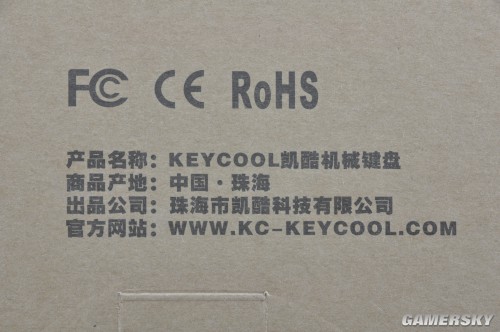 FC CE RoHS
产品名称：KEYCOOL凯酷机械键盘
商品产地：中国·珠海
出品公司：珠海市凯酷科技有限公司
官方网站：WWW.KC-KEYCOOL.COM
GAMERSKY